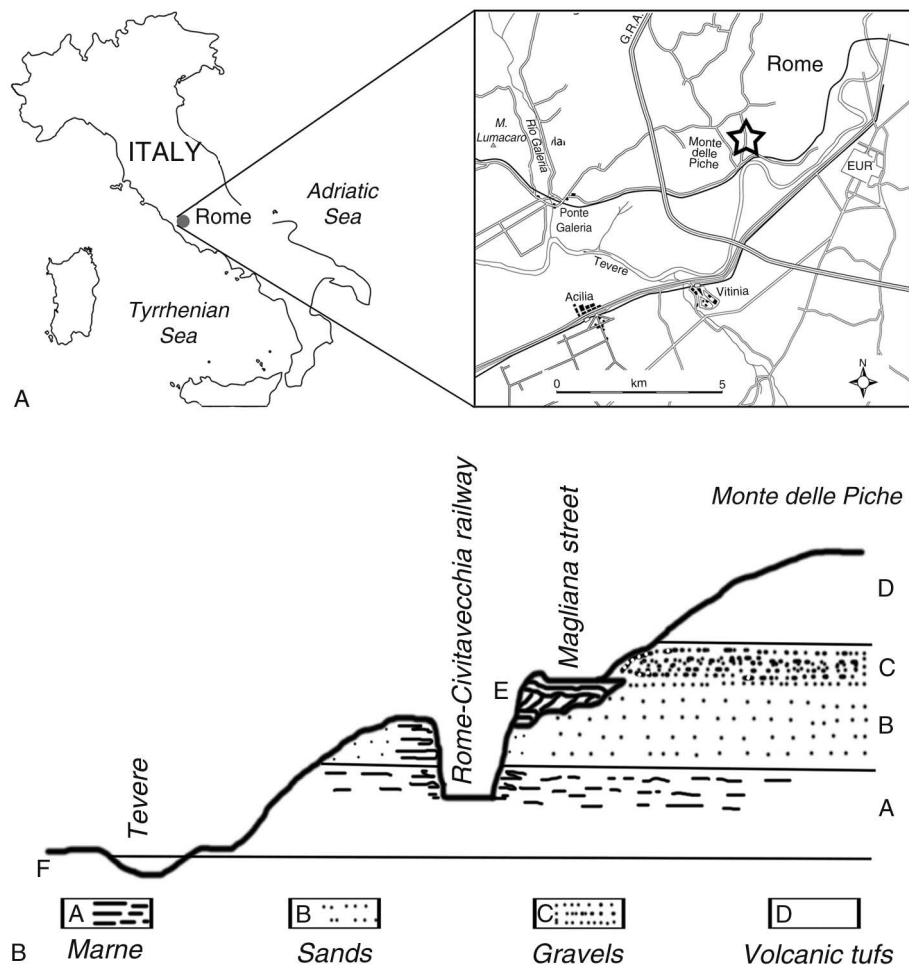 ITALY
Rome
Adriatic
Sea
Tyrrhenian
Sea
A
G.R.A.
Rome
M.
Lumacaro
Rio Galeria
la
Monte
delle
Piche
EUR
Ponte
Galeria
Tevere
Acilia
Vitinia
0 km 5
N
Rome-Civitavecchia railway
Magliana street
Monte delle Piche
D
C
E
B
Tevere
A
F
A B C D
B Marne Sands Gravels Volcanic tufs